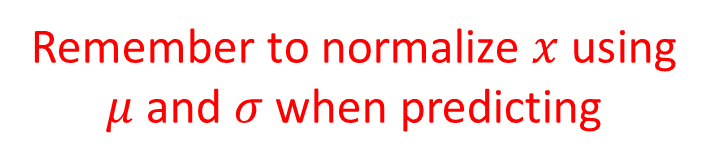 Remember to normalize 𝑥 using
𝜇 and 𝜎 when predicting